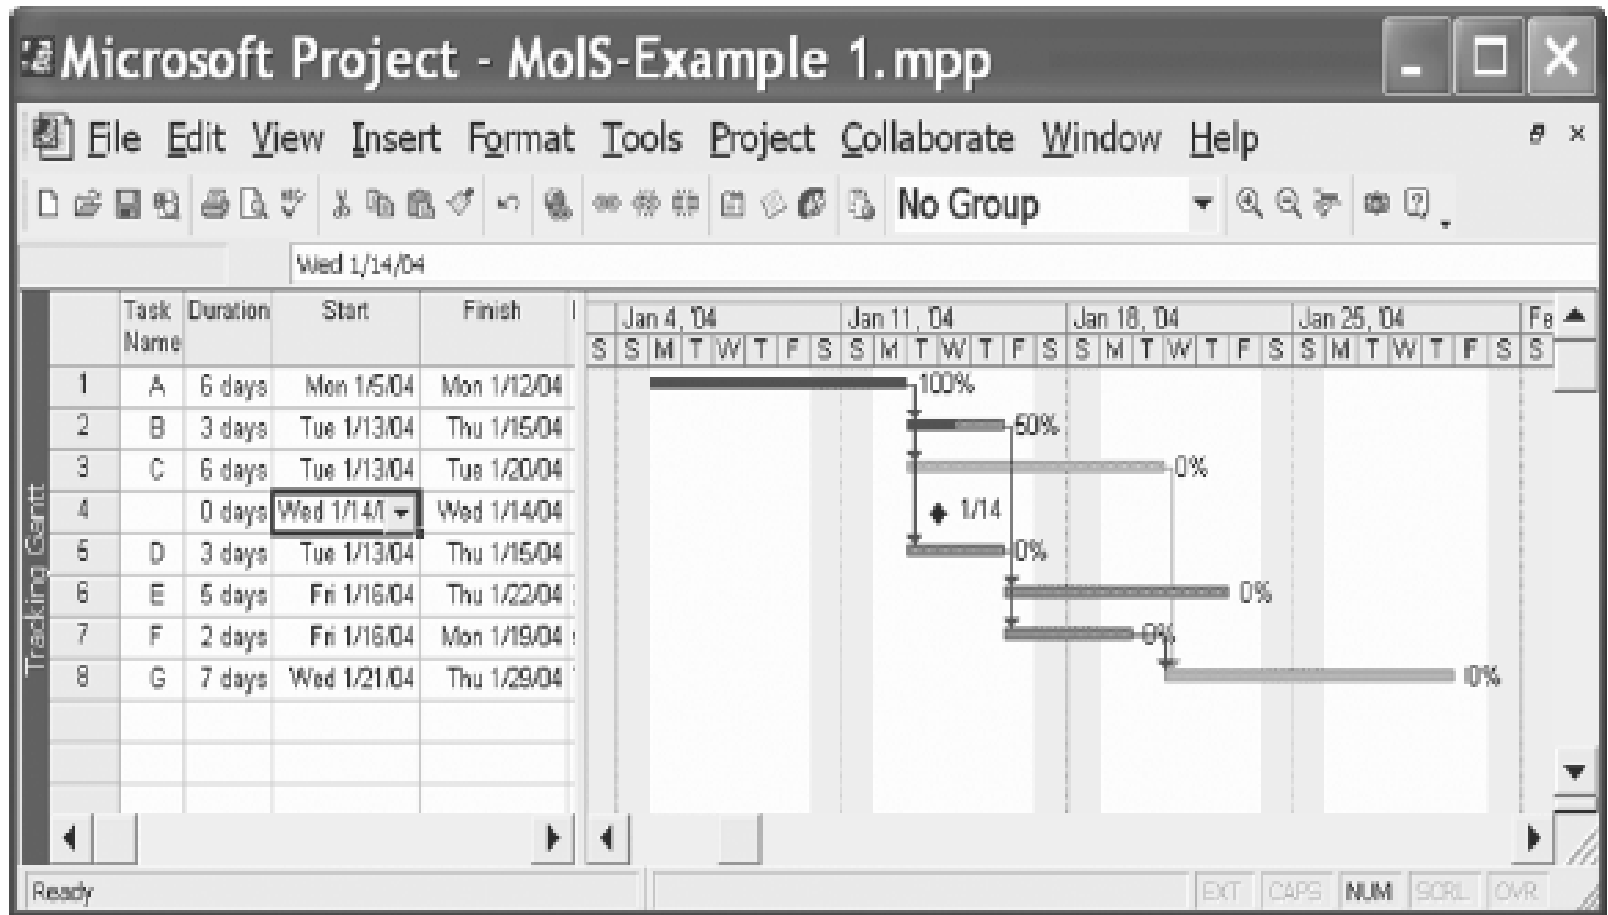 Microsoft Project - MoIS-Example 1.mpp
File Edit View Insert Format Tools Project Collaborate Window Help
No Group
Wed 1/14/04
Task Name Duration Start Finish
Jan 4, '04 Jan 11, '04 Jan 18, '04 Jan 25, '04 Fe
S S M T W T F S S M T W T F S S M T W T F S S M T W T F S S
1 A 6 days Mon 1/5/04 Mon 1/12/04 100%
2 B 3 days Tue 1/13/04 Thu 1/15/04 50%
3 C 6 days Tue 1/13/04 Tue 1/20/04 0%
4 0 days Wed 1/14/0 Wed 1/14/04 1/14
5 D 3 days Tue 1/13/04 Thu 1/15/04 0%
6 E 5 days Fri 1/16/04 Thu 1/22/04 0%
7 F 2 days Fri 1/16/04 Mon 1/19/04 0%
8 G 7 days Wed 1/21/04 Thu 1/29/04 0%
Tracking Gantt
Ready EXT CAPS NUM SCRL OVR